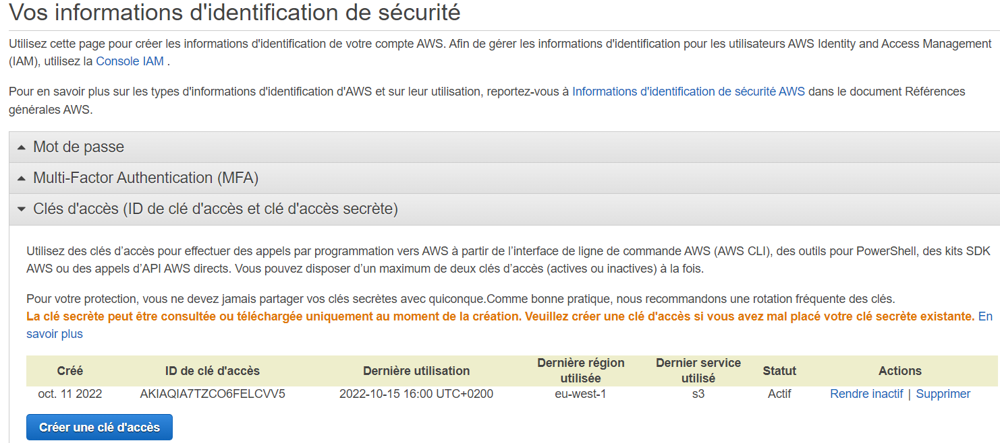 Vos informations d'identification de sécurité
Utilisez cette page pour créer les informations d'identification de votre compte AWS. Afin de gérer les informations d'identification pour les utilisateurs AWS Identity and Access Management
(IAM), utilisez la Console IAM .
Pour en savoir plus sur les types d'informations d'identification d'AWS et sur leur utilisation, reportez-vous à Informations d'identification de sécurité AWS dans le document Références
générales AWS.
Mot de passe
Multi-Factor Authentication (MFA)
Clés d'accès (ID de clé d'accès et clé d'accès secrète)
Utilisez des clés d’accès pour effectuer des appels par programmation vers AWS à partir de l’interface de ligne de commande AWS (AWS CLI), des outils pour PowerShell, des kits SDK
AWS ou des appels d’API AWS directs. Vous pouvez disposer d’un maximum de deux clés d’accès (actives ou inactives) à la fois.
Pour votre protection, vous ne devez jamais partager vos clés secrètes avec quiconque.Comme bonne pratique, nous recommandons une rotation fréquente des clés.
La clé secrète peut être consultée ou téléchargée uniquement au moment de la création. Veuillez créer une clé d'accès si vous avez mal placé votre clé secrète existante. En
savoir plus
Créé ID de clé d'accès Dernière utilisation Dernière région utilisée Dernier service utilisé Statut Actions
oct. 11 2022 AKIAQIA7TZCO6FELCVV5 2022-10-15 16:00 UTC+0200 eu-west-1 s3 Actif Rendre inactif | Supprimer
Créer une clé d'accès